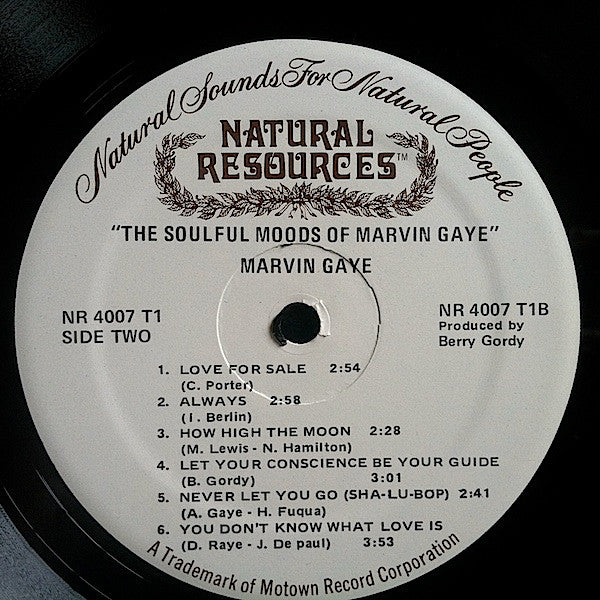 Natural Sounds For Natural People
NATURAL
RESOURCES™
"THE SOULFUL MOODS OF MARVIN GAYE"
MARVIN GAYE
NR 4007 T1
SIDE TWO
NR 4007 T1B
Produced by
Berry Gordy
1. LOVE FOR SALE 2:54
(C. Porter)
2. ALWAYS 2:58
(I. Berlin)
3. HOW HIGH THE MOON 2:28
(M. Lewis - N. Hamilton)
4. LET YOUR CONSCIENCE BE YOUR GUIDE
(B. Gordy) 3:01
5. NEVER LET YOU GO (SHA-LU-BOP) 2:41
(A. Gaye - H. Fuqua)
6. YOU DON'T KNOW WHAT LOVE IS
(D. Raye - J. De paul) 3:53
A Trademark of Motown Record Corporation